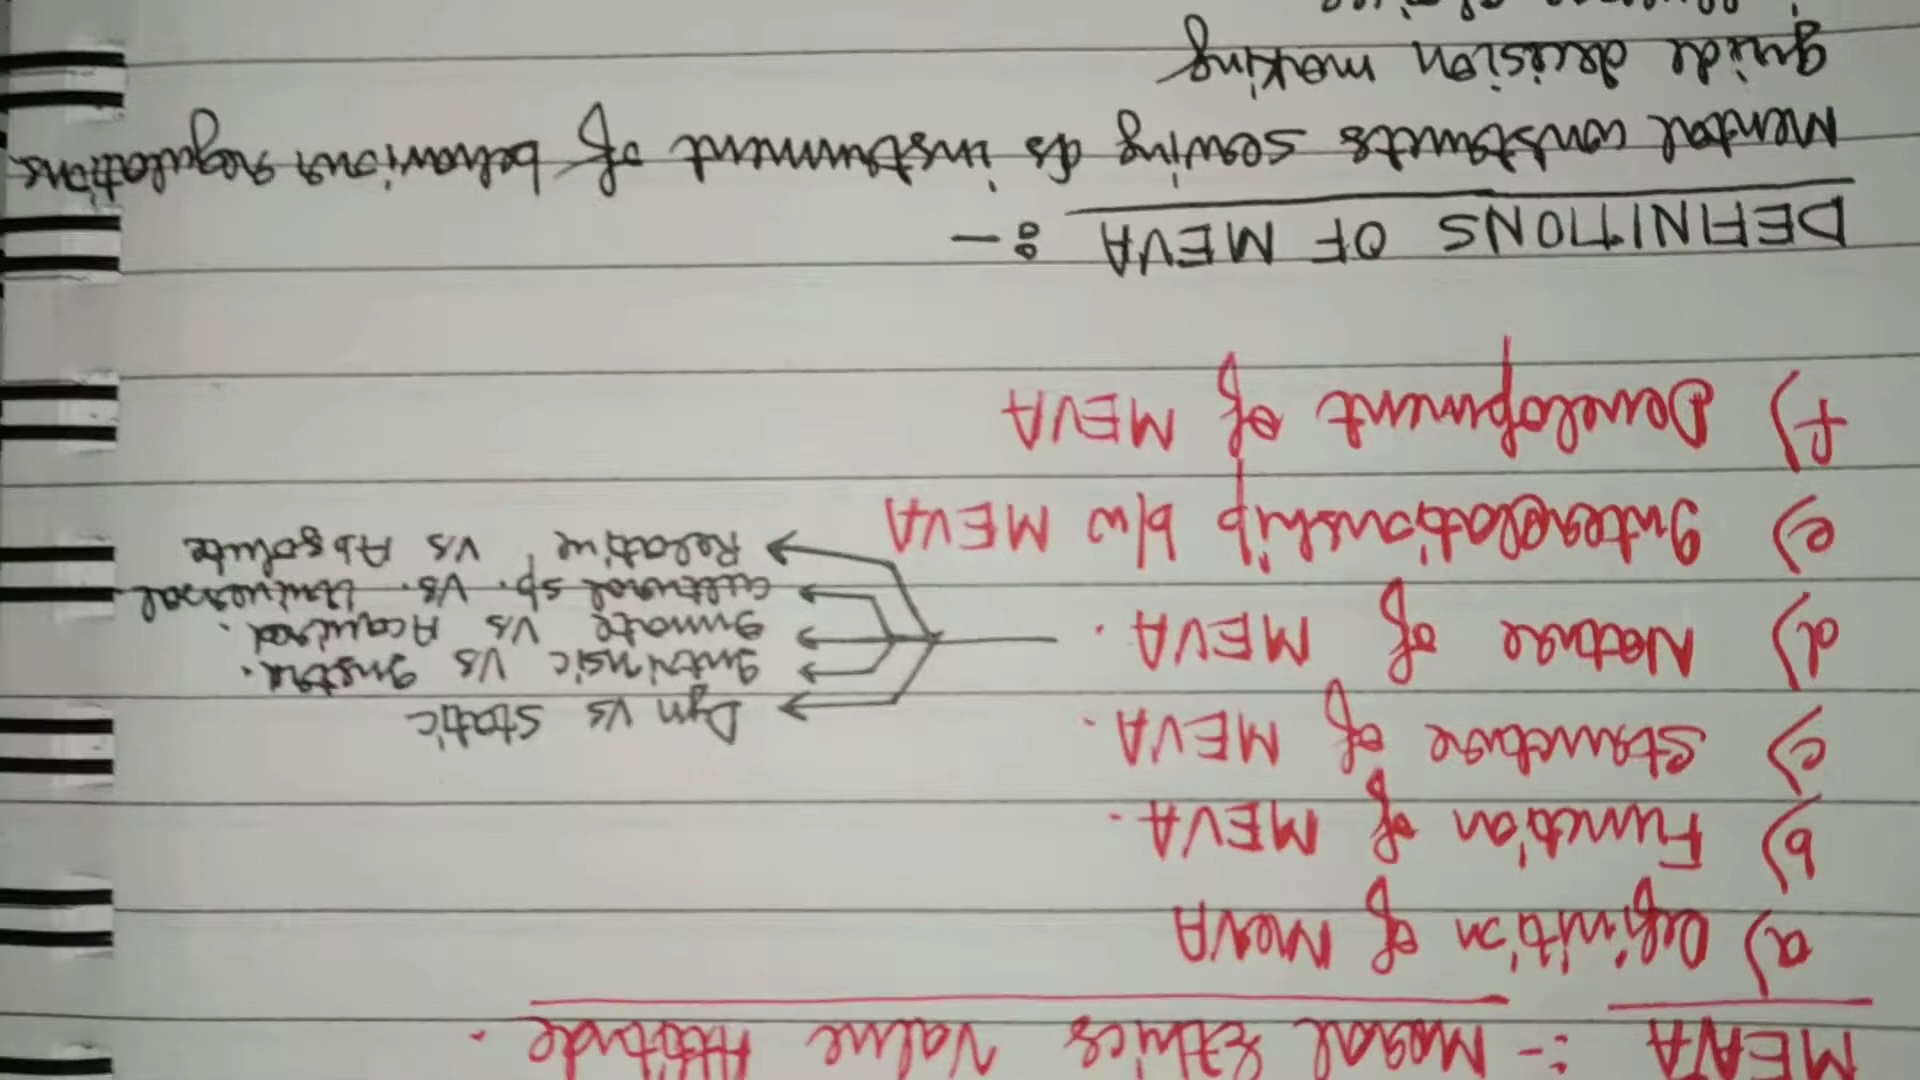 MEVA :- Moral Ethics Value Attitude.
a) Definition of MEVA
b) Function of MEVA.
c) Structure of MEVA.
d) Nature of MEVA.
Dyn vs Static
Intrinsic vs Instru.
Innate vs Acquired.
Cultural sp. vs. Universal
Relative vs Absolute
e) Interrelationship b/w MEVA
f) Development of MEVA
DEFINITIONS OF MEVA :-
Mental constructs serving as instrument of behaviour regulations
guide decision making